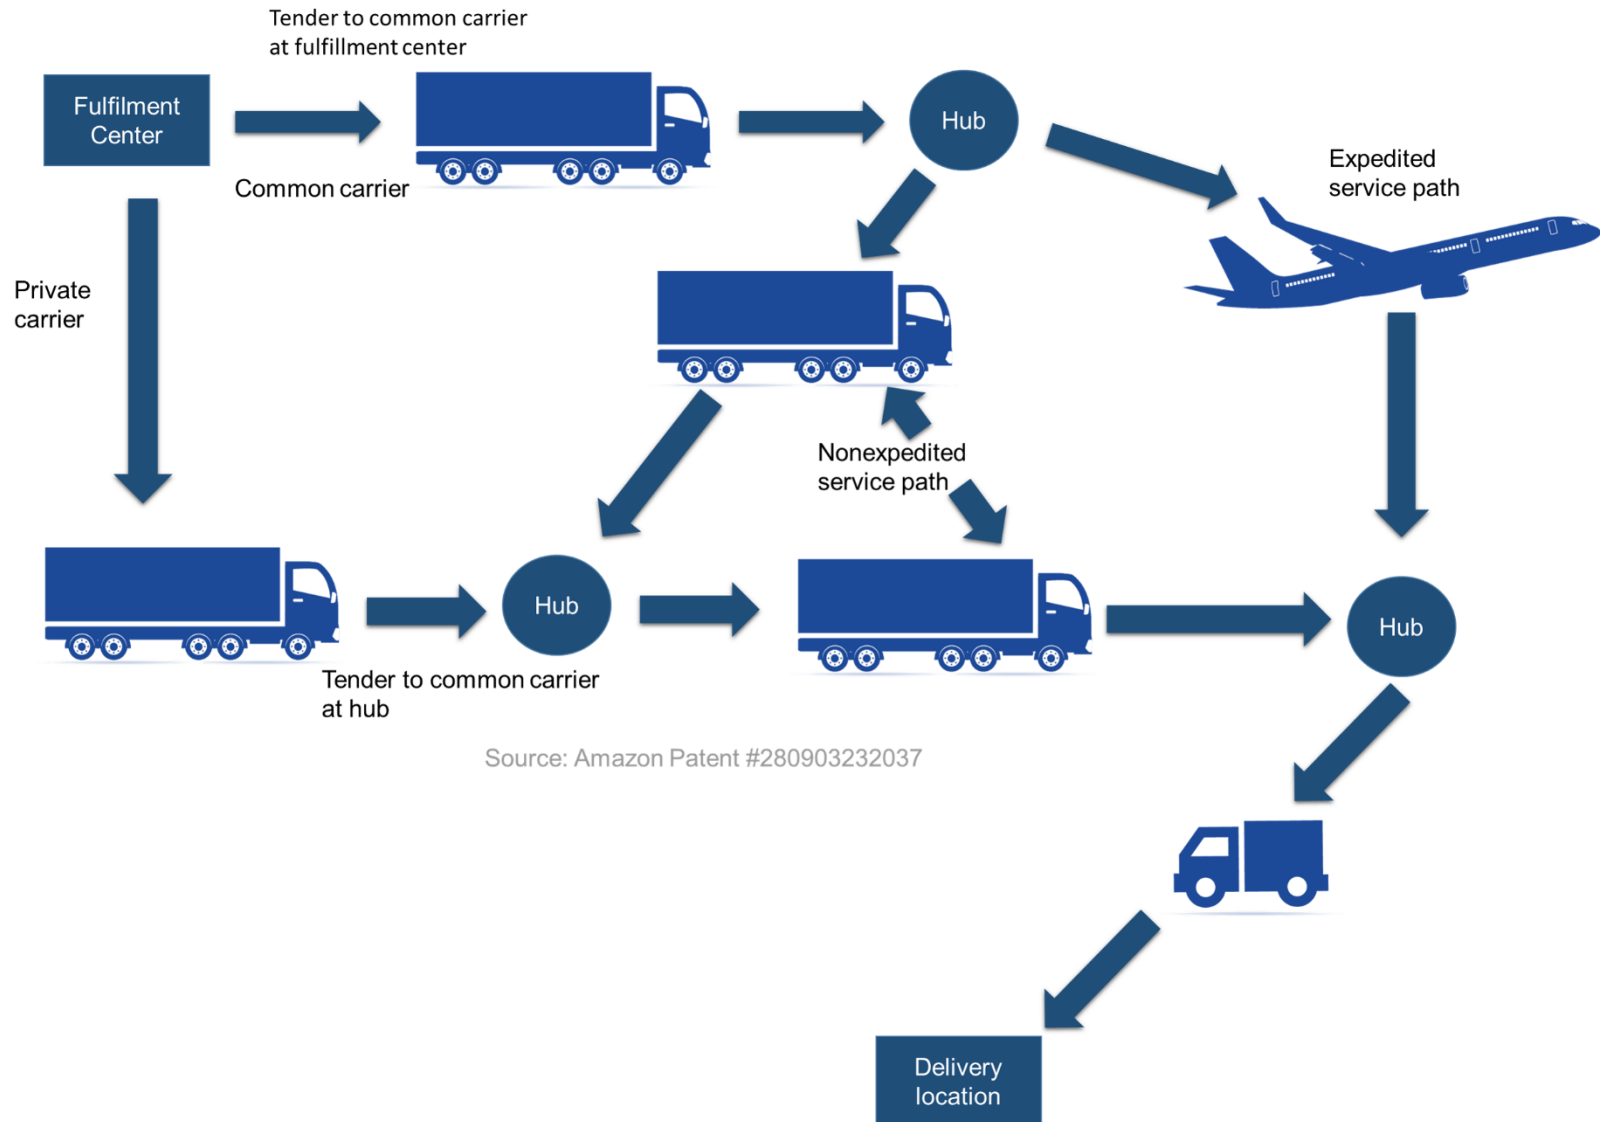 Tender to common carrier
at fulfillment center
Fulfilment
Center
Hub
Common carrier
Expedited
service path
Private
carrier
Nonexpedited
service path
Hub
Hub
Tender to common carrier
at hub
Source: Amazon Patent #280903232037
Delivery
location